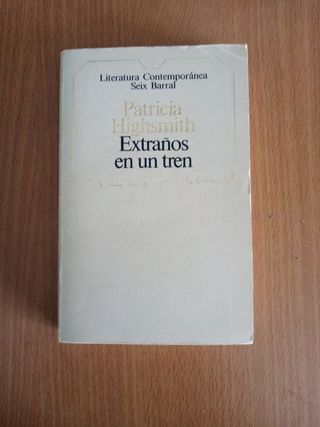 Literatura Contemporánea
Seix Barral
Patricia
Highsmith
Extraños
en un tren